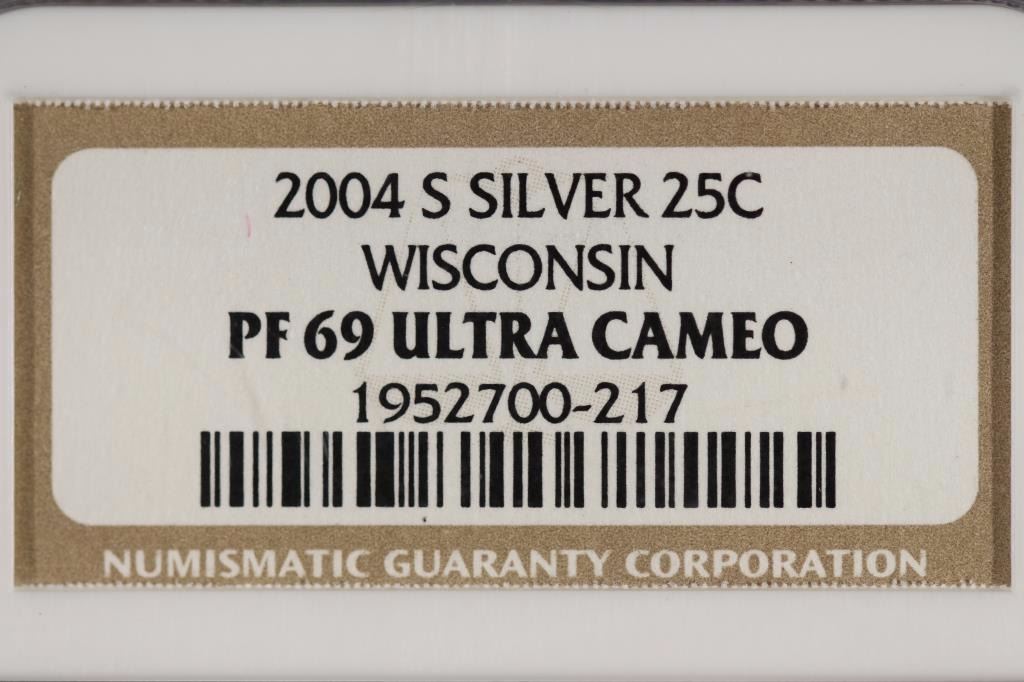 2004 S SILVER 25C
WISCONSIN
PF 69 ULTRA CAMEO
1952700-217
NUMISMATIC GUARANTY CORPORATION